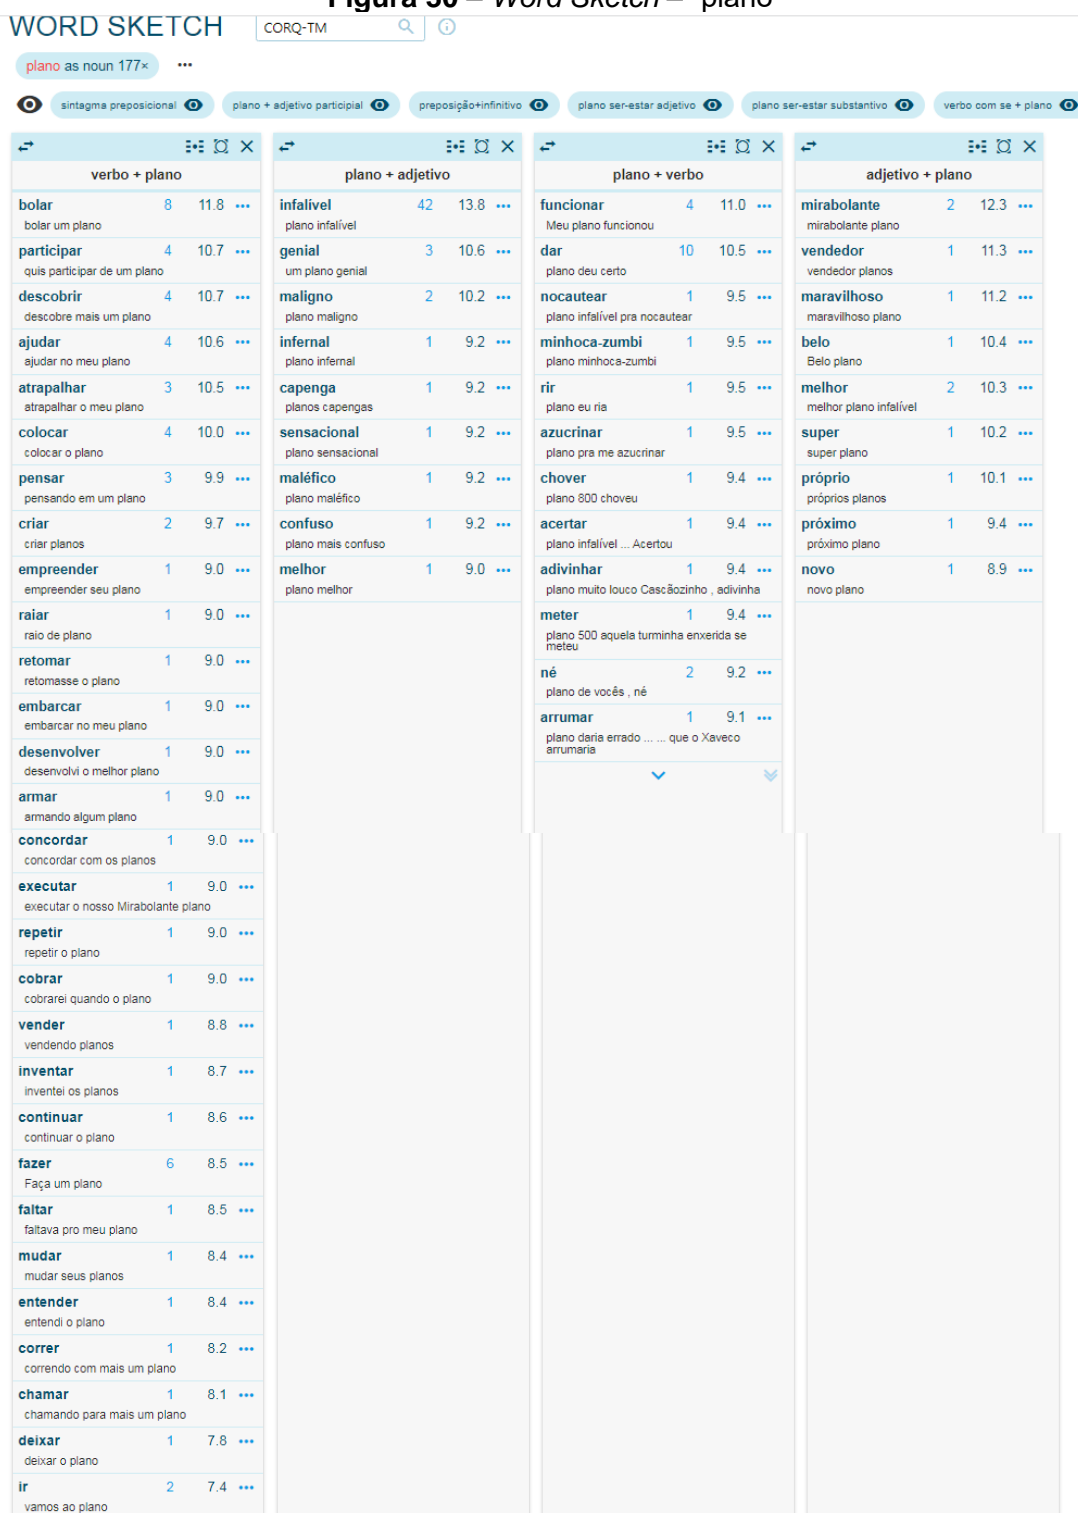 Figura 30 – Word Sketch – "plano"
WORD SKETCH
CORQ-TM
plano as noun 177×
sintagma preposicional
plano + adjetivo participial
preposição+infinitivo
plano ser-estar adjetivo
plano ser-estar substantivo
verbo com se + plano
verbo + plano
bolar 8 11.8
bolar um plano
participar 4 10.7
quis participar de um plano
descobrir 4 10.7
descobre mais um plano
ajudar 4 10.6
ajudar no meu plano
atrapalhar 3 10.5
atrapalhar o meu plano
colocar 4 10.0
colocar o plano
pensar 3 9.9
pensando em um plano
criar 2 9.7
criar planos
empreender 1 9.0
empreender seu plano
raiar 1 9.0
raio de plano
retomar 1 9.0
retomasse o plano
embarcar 1 9.0
embarcar no meu plano
desenvolver 1 9.0
desenvolvi o melhor plano
armar 1 9.0
armando algum plano
concordar 1 9.0
concordar com os planos
executar 1 9.0
executar o nosso Mirabolante plano
repetir 1 9.0
repetir o plano
cobrar 1 9.0
cobrarei quando o plano
vender 1 8.8
vendendo planos
inventar 1 8.7
inventei os planos
continuar 1 8.6
continuar o plano
fazer 6 8.5
Faça um plano
faltar 1 8.5
faltava pro meu plano
mudar 1 8.4
mudar seus planos
entender 1 8.4
entendi o plano
correr 1 8.2
correndo com mais um plano
chamar 1 8.1
chamando para mais um plano
deixar 1 7.8
deixar o plano
ir 2 7.4
vamos ao plano
plano + adjetivo
infalível 42 13.8
plano infalível
genial 3 10.6
um plano genial
maligno 2 10.2
plano maligno
infernal 1 9.2
plano infernal
capenga 1 9.2
planos capengas
sensacional 1 9.2
plano sensacional
maléfico 1 9.2
plano maléfico
confuso 1 9.2
plano mais confuso
melhor 1 9.0
plano melhor
plano + verbo
funcionar 4 11.0
Meu plano funcionou
dar 10 10.5
plano deu certo
nocautear 1 9.5
plano infalível pra nocautear
minhoca-zumbi 1 9.5
plano minhoca-zumbi
rir 1 9.5
plano eu ria
azucrinar 1 9.5
plano pra me azucrinar
chover 1 9.4
plano 800 choveu
acertar 1 9.4
plano infalível ... Acertou
adivinhar 1 9.4
plano muito louco Cascãozinho , adivinha
meter 1 9.4
plano 500 aquela turminha enxerida se
meteu
né 2 9.2
plano de vocês , né
arrumar 1 9.1
plano daria errado ... ... que o Xaveco
arrumaria
adjetivo + plano
mirabolante 2 12.3
mirabolante plano
vendedor 1 11.3
vendedor planos
maravilhoso 1 11.2
maravilhoso plano
belo 1 10.4
Belo plano
melhor 2 10.3
melhor plano infalível
super 1 10.2
super plano
próprio 1 10.1
próprios planos
próximo 1 9.4
próximo plano
novo 1 8.9
novo plano